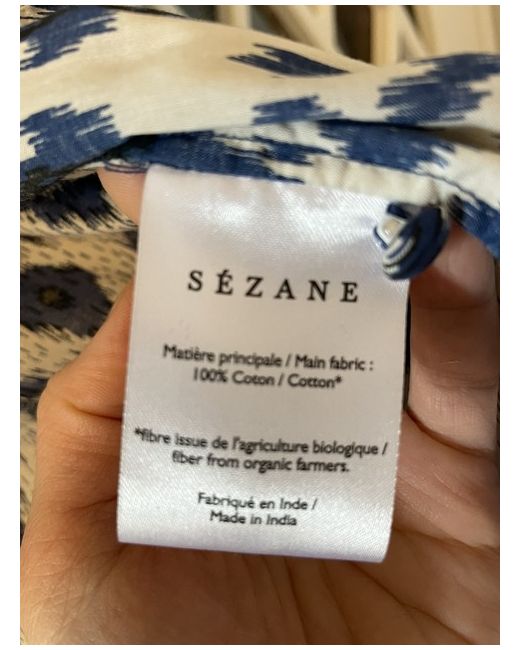 SÉZANE
Matière principale / Main fabric :
100% Coton / Cotton*
*fibre issue de l'agriculture biologique /
fiber from organic farmers.
Fabriqué en Inde /
Made in India